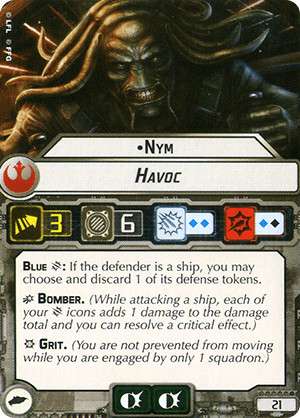 © LFL © FFG
•Nym
Havoc
3 6
Blue : If the defender is a ship, you may
choose and discard 1 of its defense tokens.
Bomber. (While attacking a ship, each of
your icons adds 1 damage to the damage
total and you can resolve a critical effect.)
Grit. (You are not prevented from moving
while you are engaged by only 1 squadron.)
21